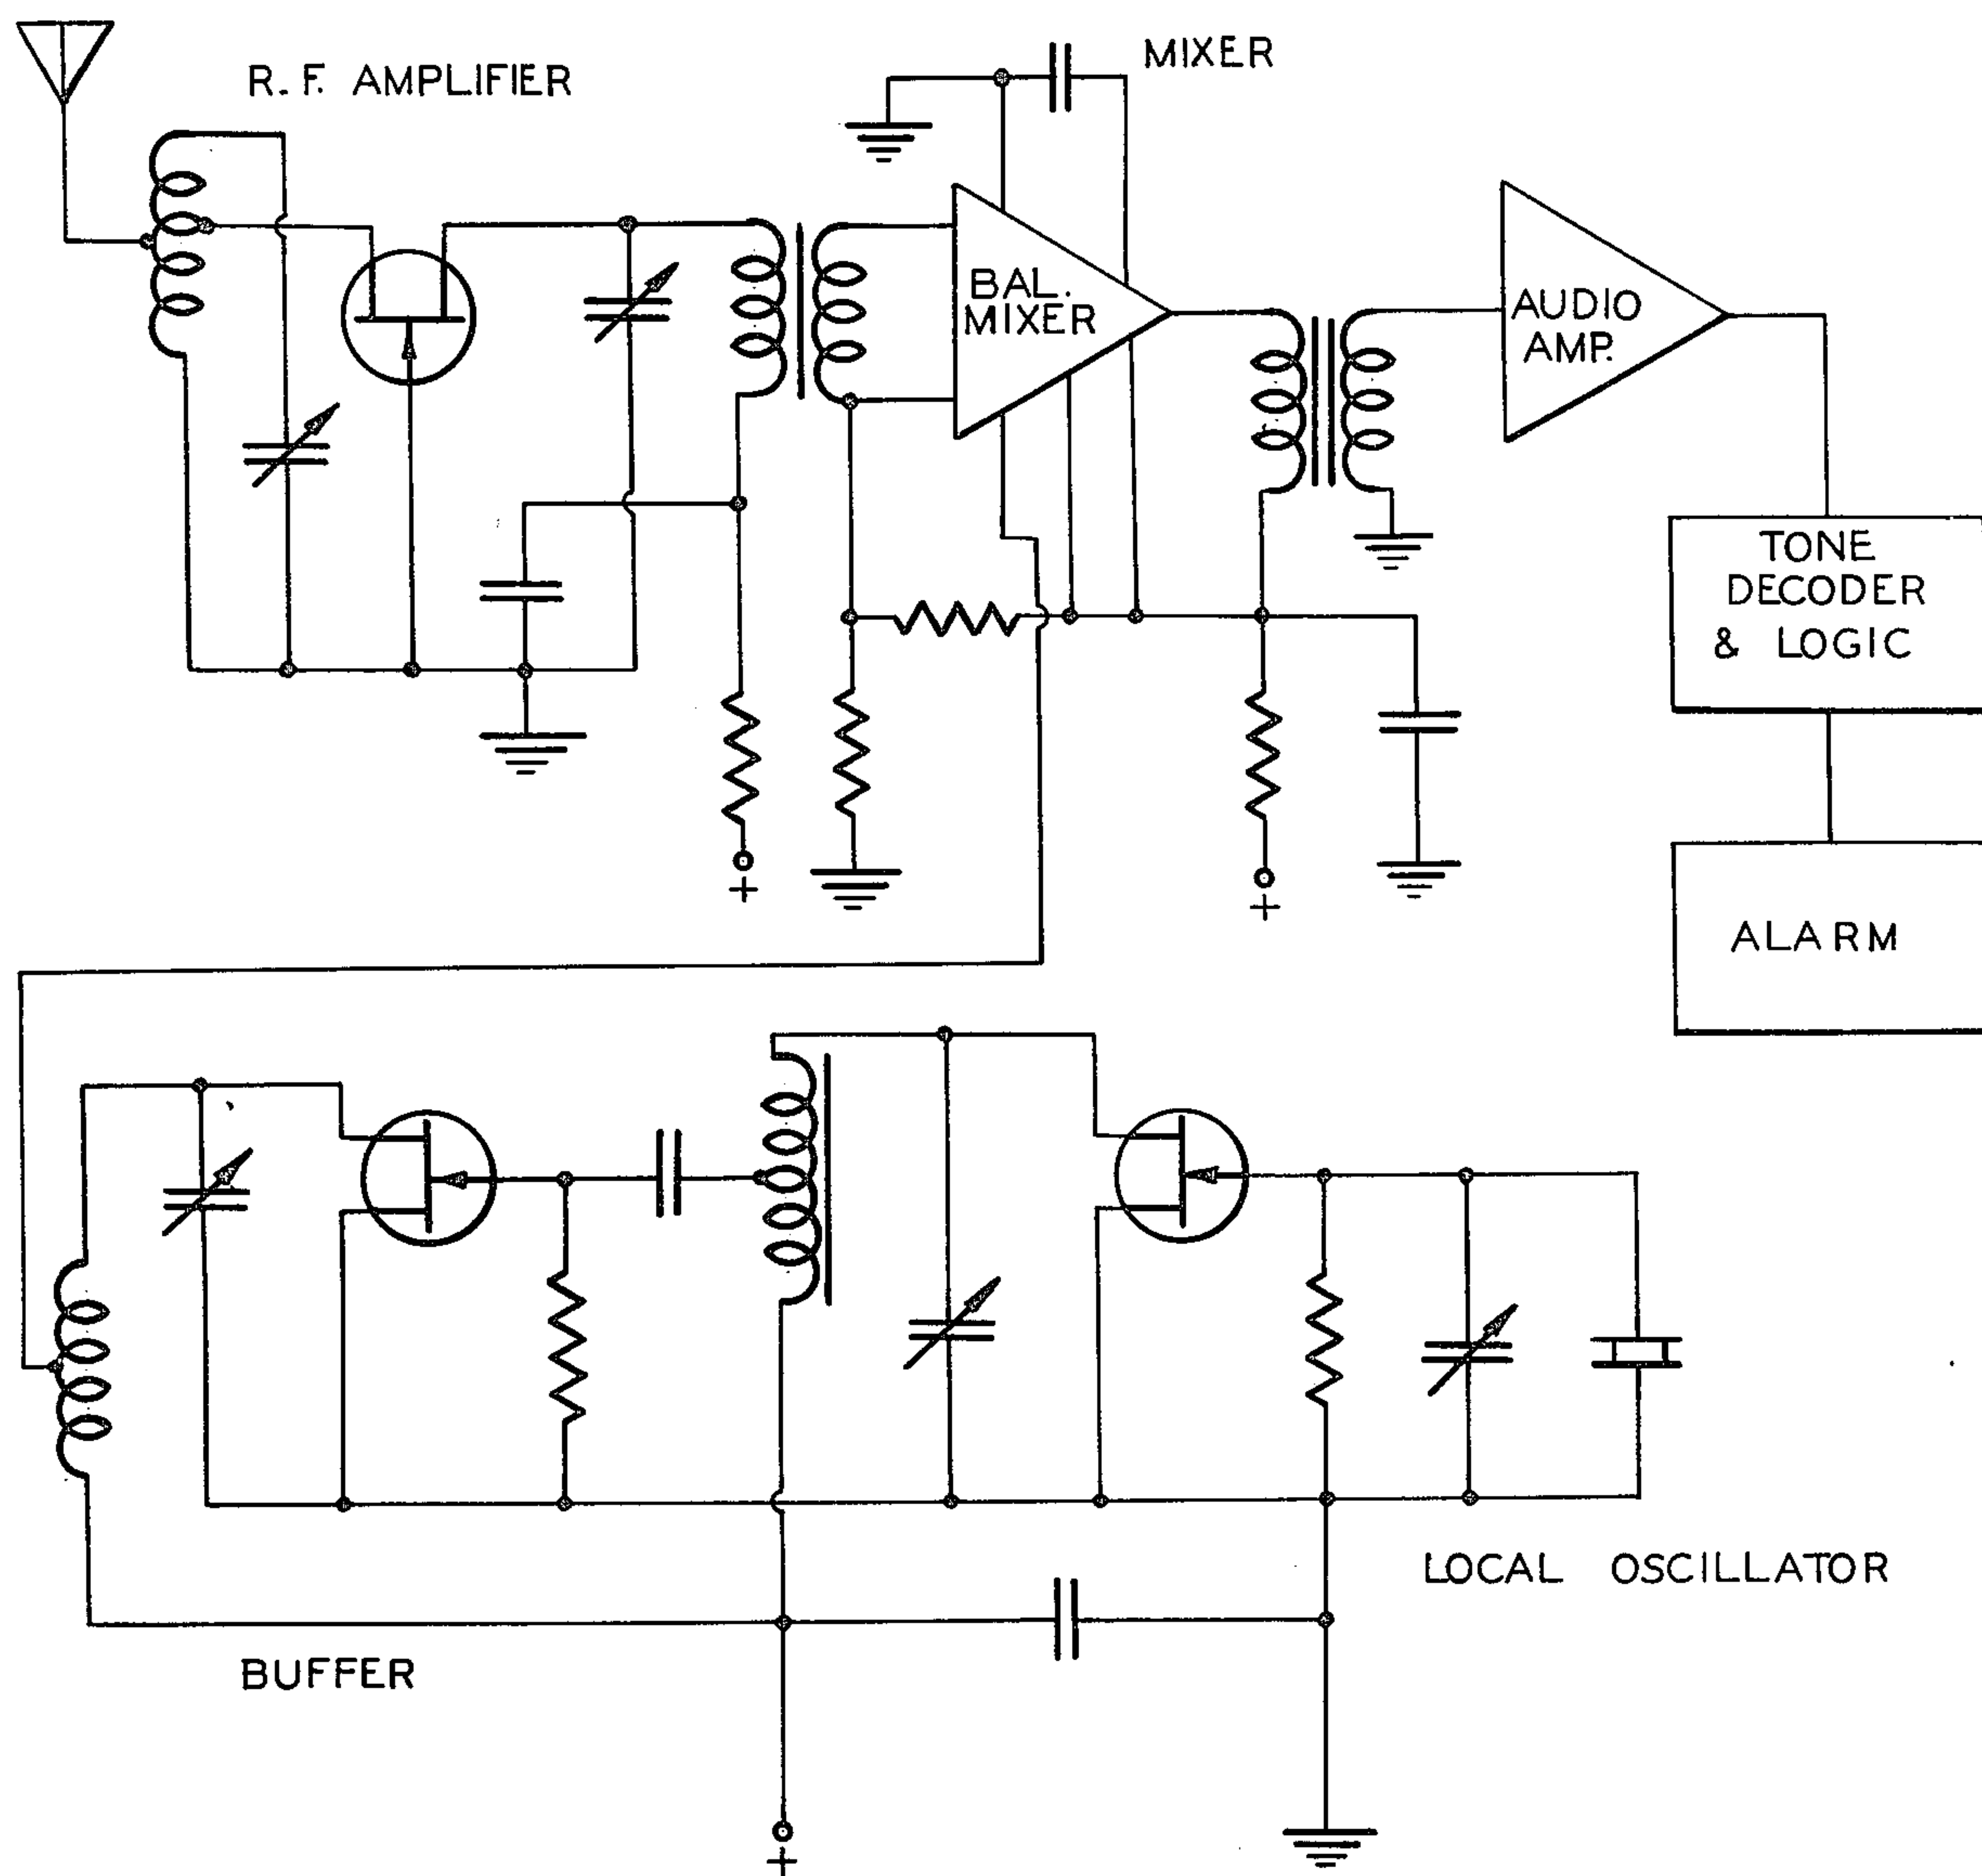 R.F. AMPLIFIER
MIXER
BAL.
MIXER
AUDIO
AMP.
TONE
DECODER
& LOGIC
+
+
ALARM
LOCAL OSCILLATOR
BUFFER
+